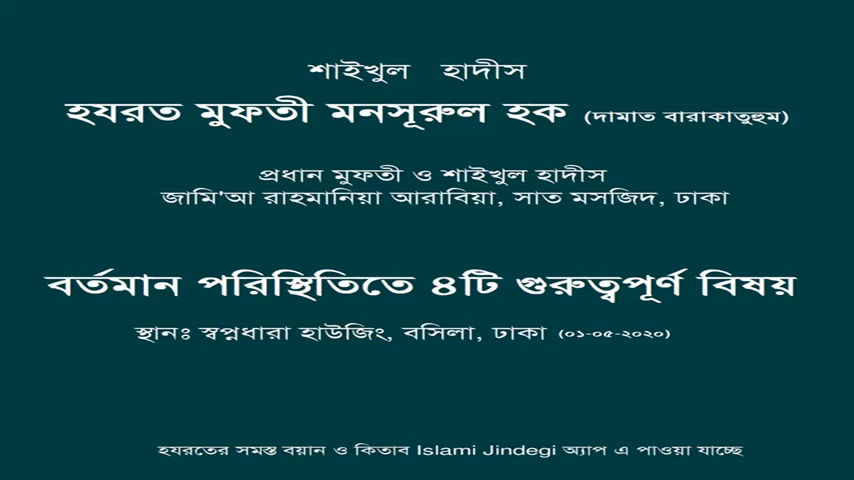 শাইখুল হাদীস
হযরত মুফতী মনসূরুল হক (দামাত বারাকাতুহুম)
প্রধান মুফতী ও শাইখুল হাদীস
জামি'আ রাহমানিয়া আরাবিয়া, সাত মসজিদ, ঢাকা
বর্তমান পরিস্থিতিতে ৪টি গুরুত্বপূর্ণ বিষয়
স্থানঃ স্বপ্নধারা হাউজিং, বসিলা, ঢাকা (০১-০৫-২০২০)
হযরতের সমস্ত বয়ান ও কিতাব Islami Jindegi অ্যাপ এ পাওয়া যাচ্ছে